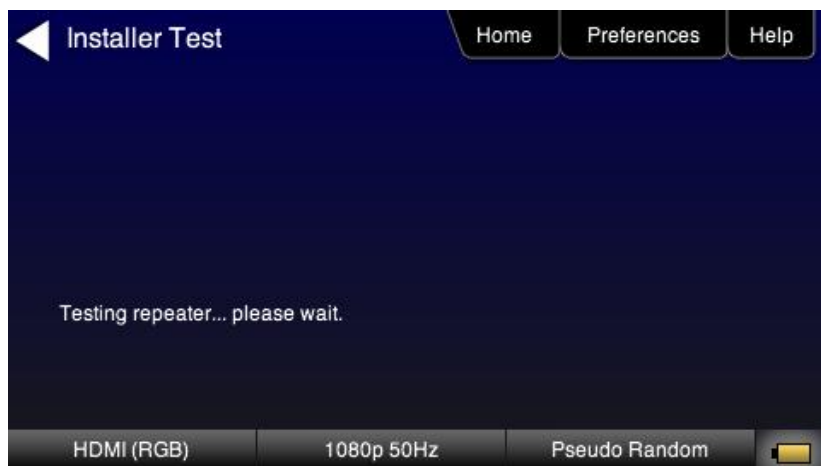 Installer Test
Home
Preferences
Help
Testing repeater... please wait.
HDMI (RGB)
1080p 50Hz
Pseudo Random